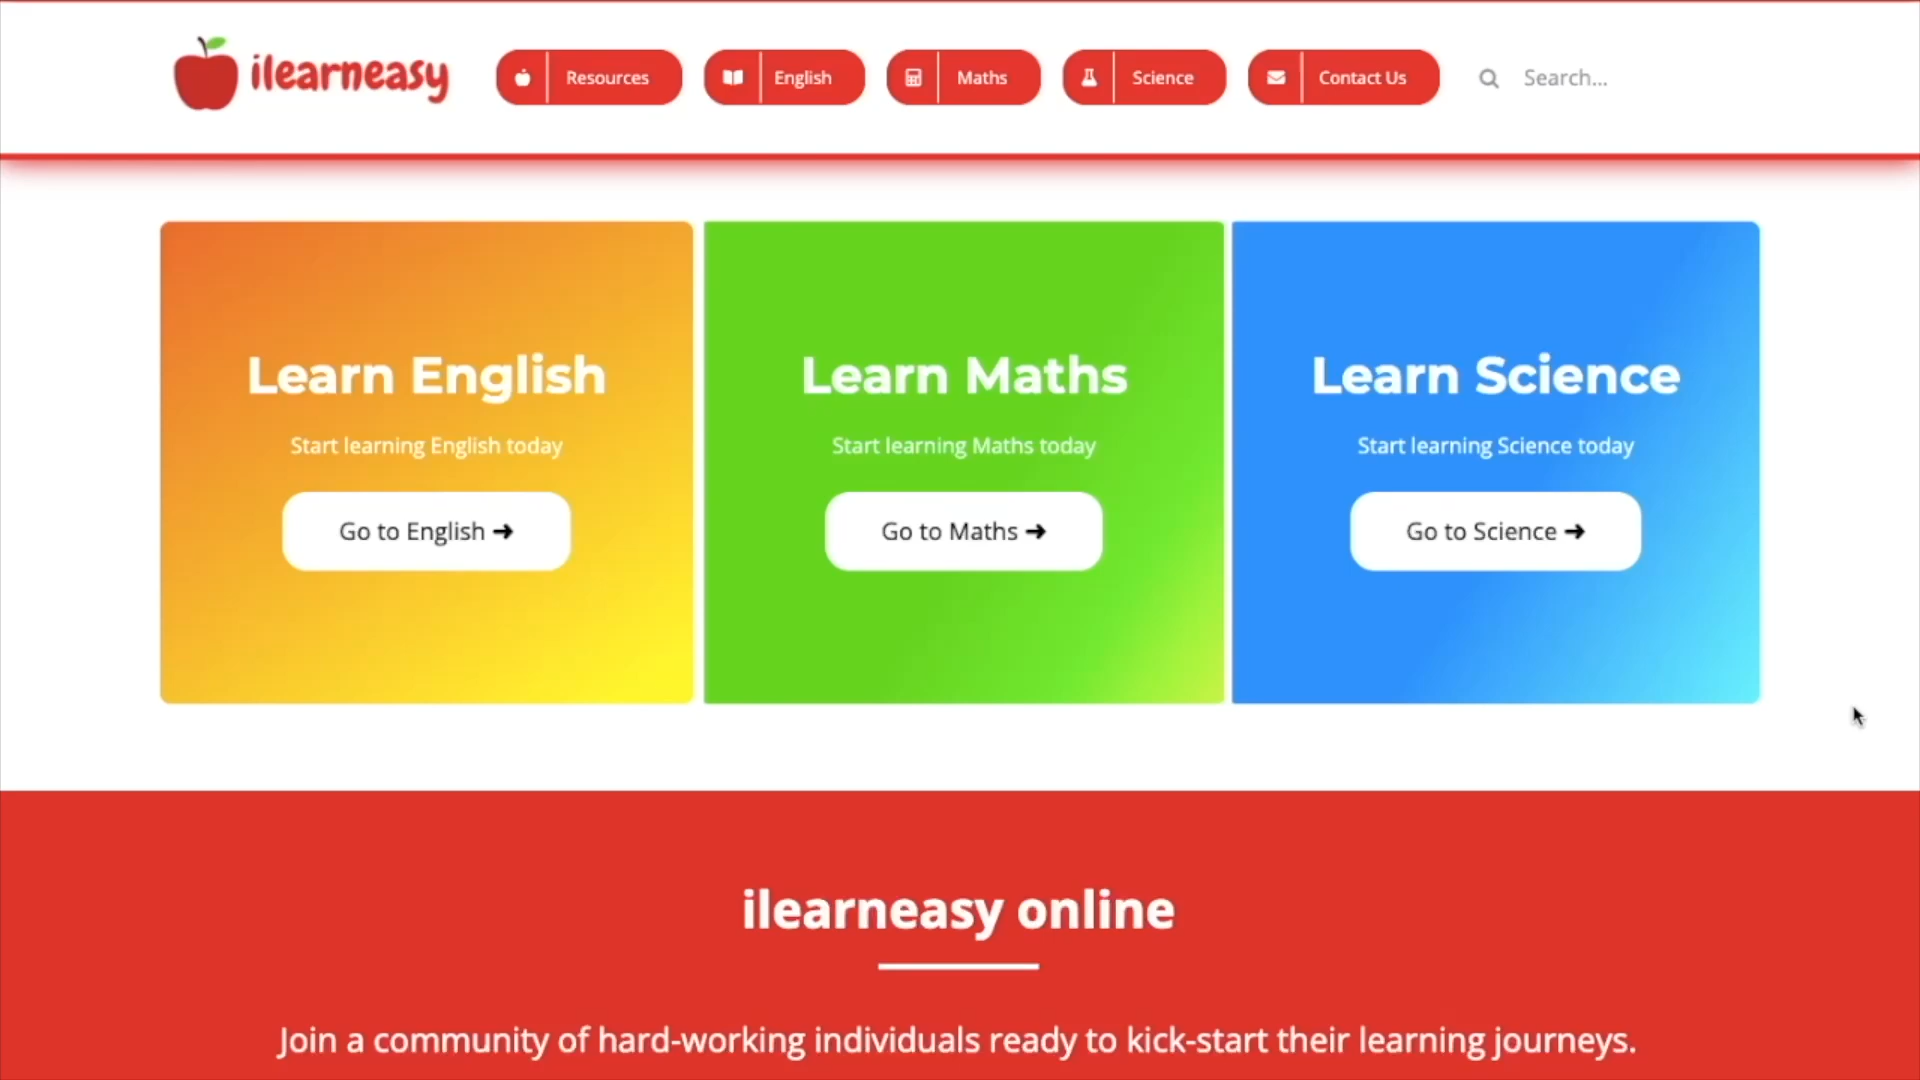 ilearneasy
Resources
English
Maths
Science
Contact Us
Search...
Learn English
Start learning English today
Go to English ➜
Learn Maths
Start learning Maths today
Go to Maths ➜
Learn Science
Start learning Science today
Go to Science ➜
ilearneasy online
Join a community of hard-working individuals ready to kick-start their learning journeys.